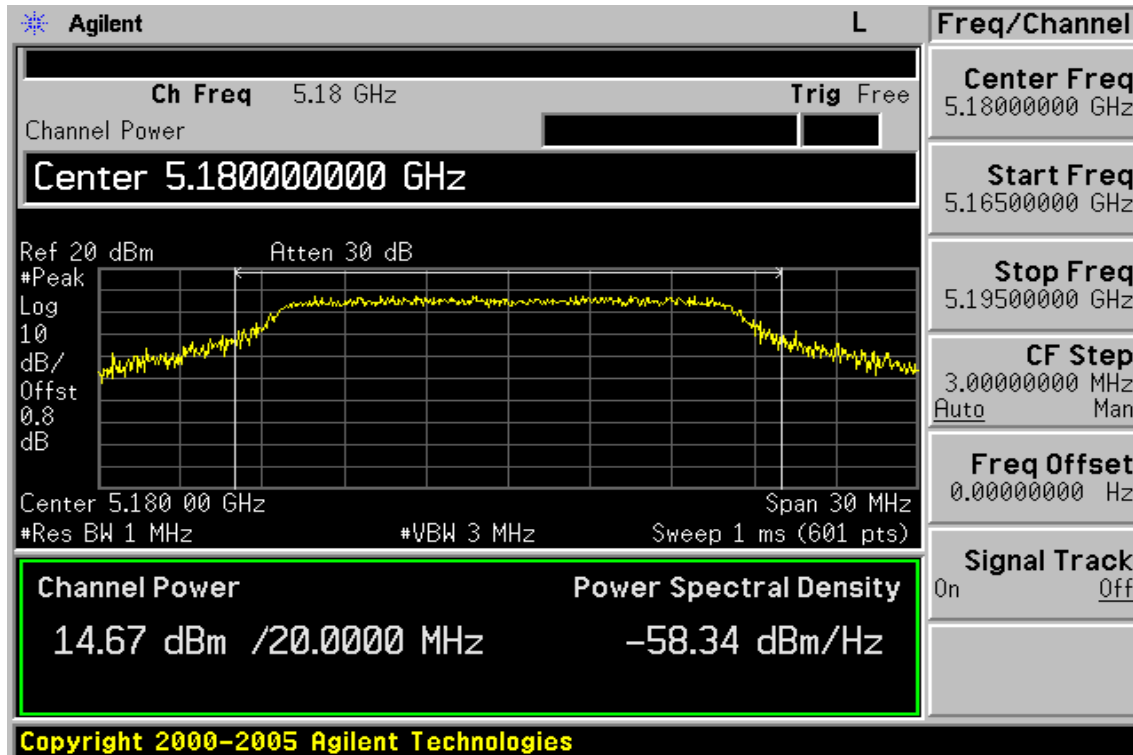 Agilent L
Freq/Channel
Ch Freq 5.18 GHz Trig Free
Channel Power
Center 5.180000000 GHz
Ref 20 dBm Atten 30 dB
#Peak
Log
10
dB/
Offst
0.8
dB
Center 5.180 00 GHz Span 30 MHz
#Res BW 1 MHz #VBW 3 MHz Sweep 1 ms (601 pts)
Channel Power Power Spectral Density
14.67 dBm /20.0000 MHz -58.34 dBm/Hz
Center Freq
5.18000000 GHz
Start Freq
5.16500000 GHz
Stop Freq
5.19500000 GHz
CF Step
3.00000000 MHz
Auto Man
Freq Offset
0.00000000 Hz
Signal Track
On Off
Copyright 2000-2005 Agilent Technologies